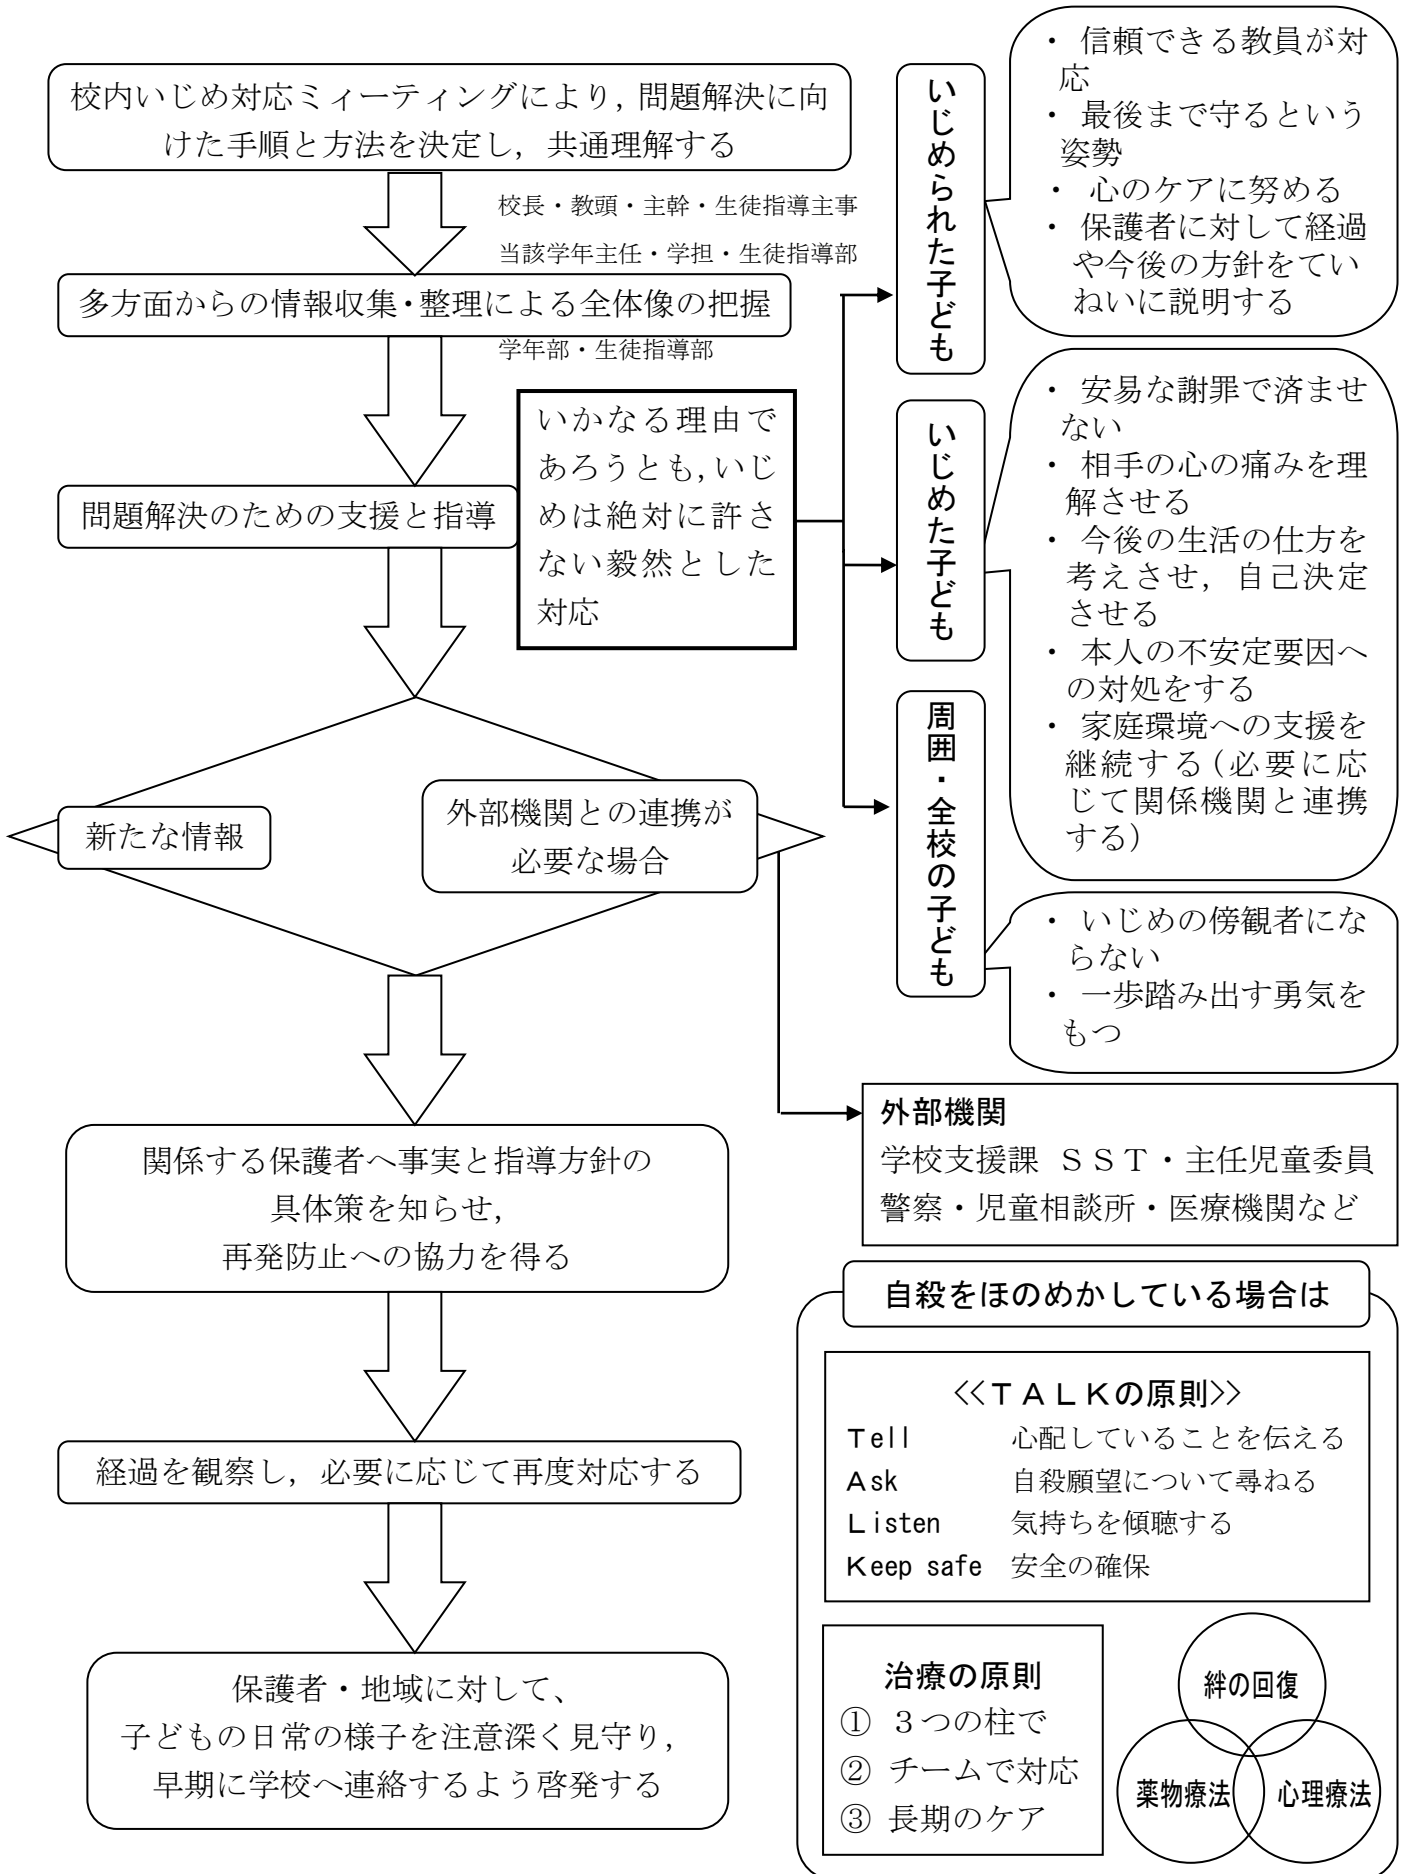 校内いじめ対応ミィーティングにより，問題解決に向
けた手順と方法を決定し，共通理解する
校長・教頭・主幹・生徒指導主事
当該学年主任・学担・生徒指導部
多方面からの情報収集・整理による全体像の把握
学年部・生徒指導部
いかなる理由で
あろうとも，いじ
めは絶対に許さ
ない毅然とした
対応
問題解決のための支援と指導
新たな情報
外部機関との連携が
必要な場合
関係する保護者へ事実と指導方針の
具体策を知らせ，
再発防止への協力を得る
経過を観察し，必要に応じて再度対応する
保護者・地域に対して、
子どもの日常の様子を注意深く見守り，
早期に学校へ連絡するよう啓発する
いじめられた子ども
・ 信頼できる教員が対
応
・ 最後まで守るという
姿勢
・ 心のケアに努める
・ 保護者に対して経過
や今後の方針をてい
ねいに説明する
いじめた子ども
・ 安易な謝罪で済ませ
ない
・ 相手の心の痛みを理
解させる
・ 今後の生活の仕方を
考えさせ，自己決定
させる
・ 本人の不安定要因へ
の対処をする
・ 家庭環境への支援を
継続する（必要に応
じて関係機関と連携
する）
周囲・全校の子ども
・ いじめの傍観者にな
らない
・ 一歩踏み出す勇気を
もつ
外部機関
学校支援課 ＳＳＴ・主任児童委員
警察・児童相談所・医療機関など
自殺をほのめかしている場合は
<<ＴＡＬＫの原則>>
Ｔell 心配していることを伝える
Ａsk 自殺願望について尋ねる
Ｌisten 気持ちを傾聴する
Ｋeep safe 安全の確保
治療の原則
① ３つの柱で
② チームで対応
③ 長期のケア
絆の回復
薬物療法
心理療法